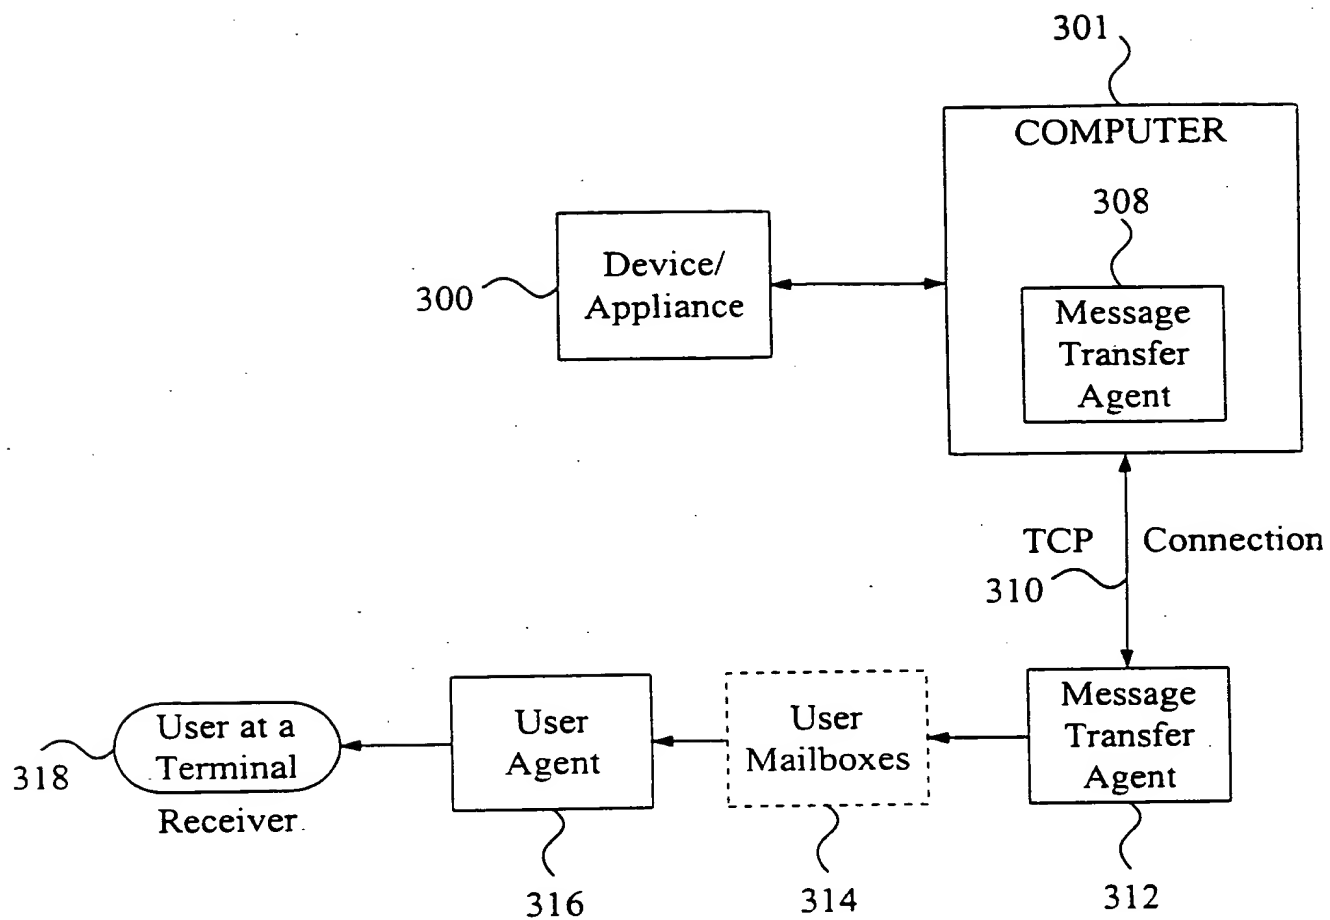 301
COMPUTER
308
Message
Transfer
Agent
Device/
Appliance
300
TCP Connection
310
Message
Transfer
Agent
312
User
Mailboxes
314
User
Agent
316
User at a
Terminal
318
Receiver